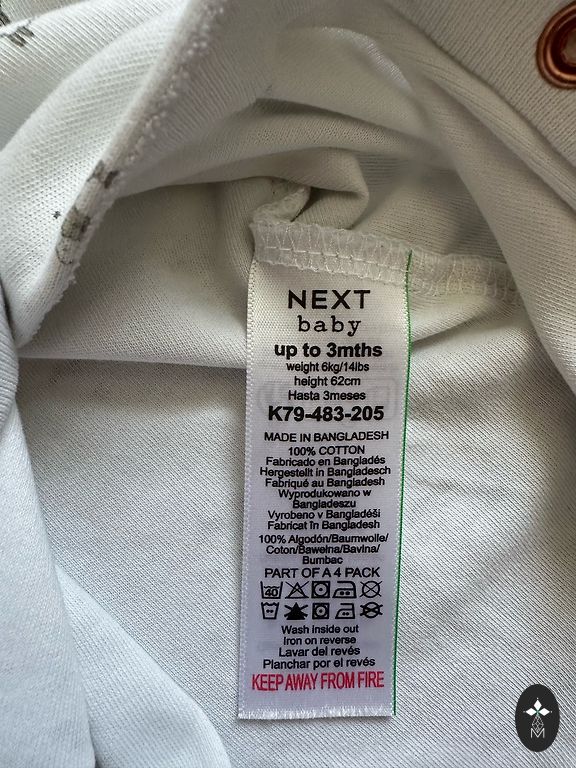 NEXT
baby
up to 3mths
weight 6kg/14lbs
height 62cm
Hasta 3meses
K79-483-205
MADE IN BANGLADESH
100% COTTON
Fabricado en Bangladés
Hergestellt in Bangladesch
Fabriqué au Bangladesh
Wyprodukowano w
Bangladeszu
Vyrobeno v Bangladéši
Fabricat în Bangladesh
100% Algodón/Baumwolle/
Coton/Bawełna/Bavlna/
Bumbac
PART OF A 4 PACK
40
Wash inside out
Iron on reverse
Lavar del revés
Planchar por el revés
KEEP AWAY FROM FIRE
M